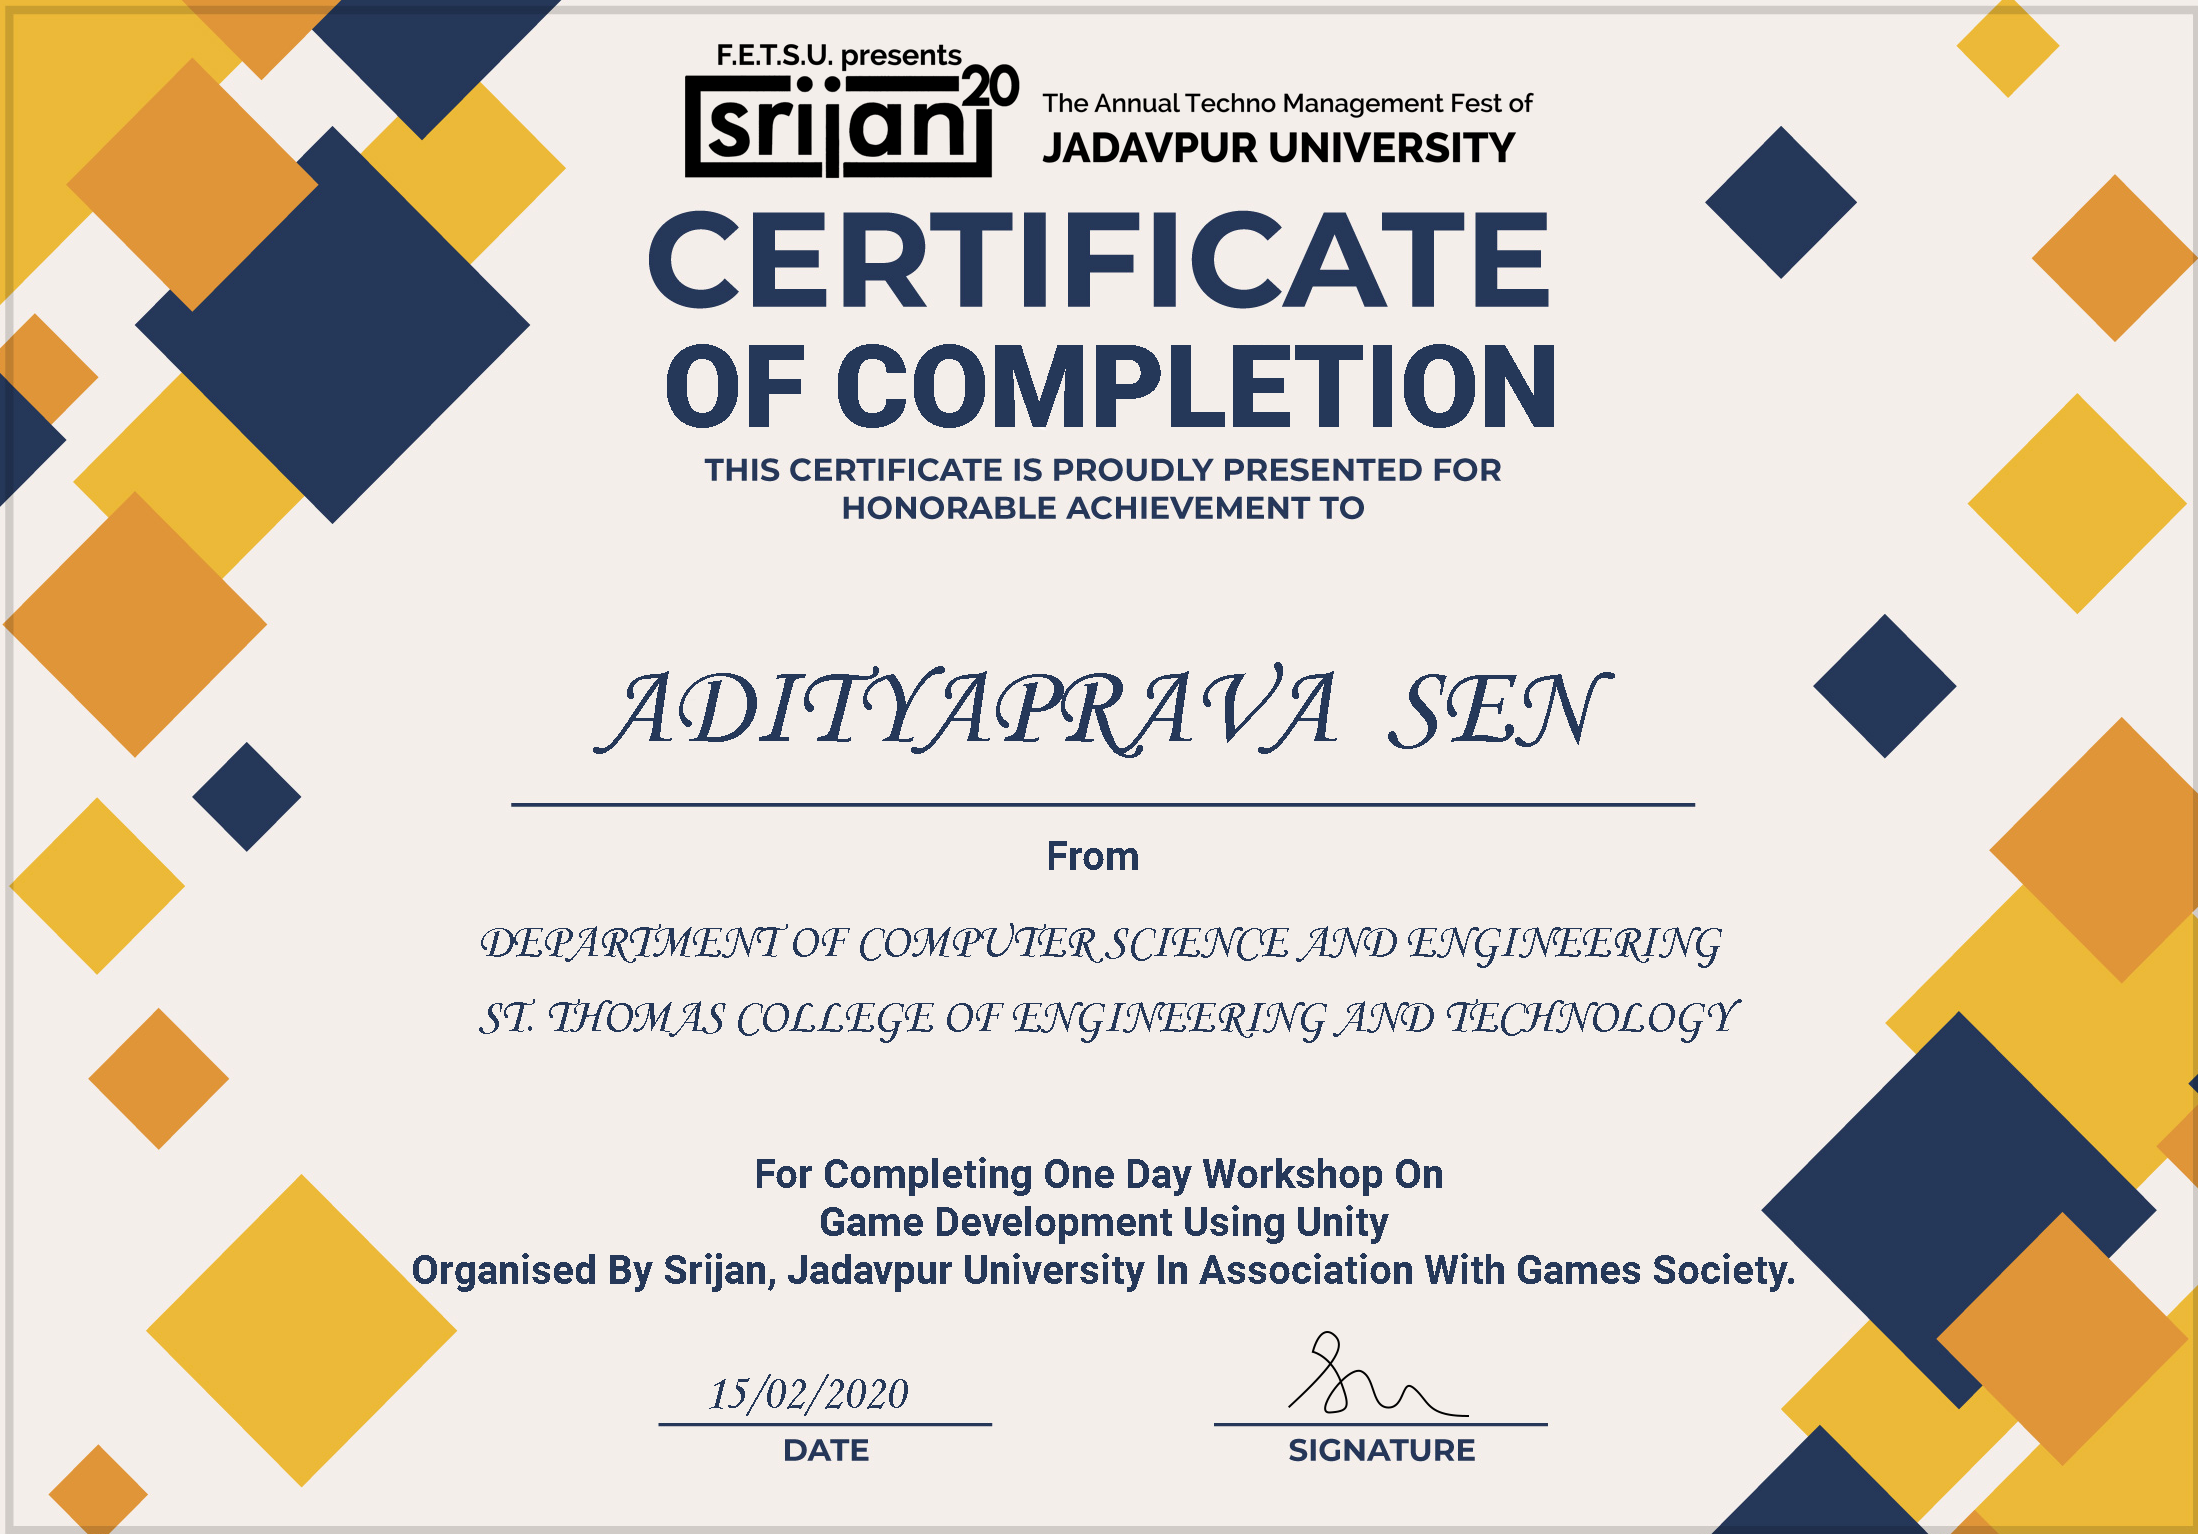 F.E.T.S.U. presents
srijan 20
The Annual Techno Management Fest of
JADAVPUR UNIVERSITY
CERTIFICATE
OF COMPLETION
THIS CERTIFICATE IS PROUDLY PRESENTED FOR
HONORABLE ACHIEVEMENT TO
ADITYAPRAVA SEN
From
DEPARTMENT OF COMPUTER SCIENCE AND ENGINEERING
ST. THOMAS COLLEGE OF ENGINEERING AND TECHNOLOGY
For Completing One Day Workshop On
Game Development Using Unity
Organised By Srijan, Jadavpur University In Association With Games Society.
15/02/2020
DATE
SIGNATURE